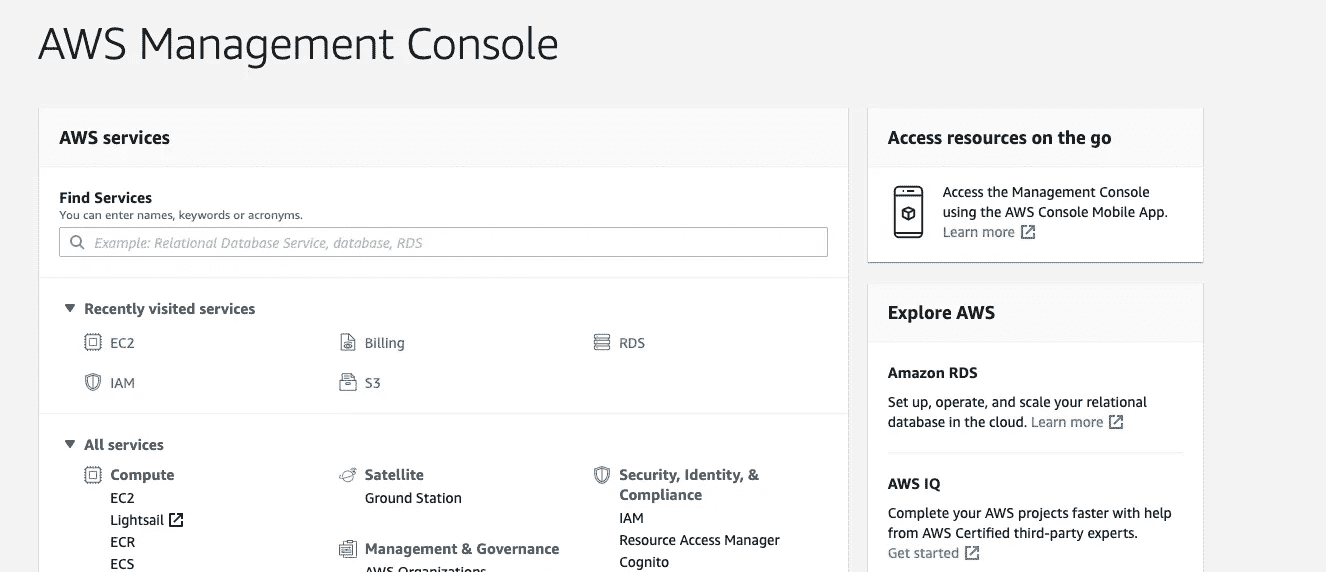 AWS Management Console
AWS services
Find Services
You can enter names, keywords or acronyms.
Example: Relational Database Service, database, RDS
Recently visited services
EC2
Billing
RDS
IAM
S3
All services
Compute
EC2
Lightsail
ECR
ECS
Satellite
Ground Station
Management & Governance
AWS Organizations
Security, Identity, &
Compliance
IAM
Resource Access Manager
Cognito
Access resources on the go
Access the Management Console
using the AWS Console Mobile App.
Learn more
Explore AWS
Amazon RDS
Set up, operate, and scale your relational
database in the cloud. Learn more
AWS IQ
Complete your AWS projects faster with help
from AWS Certified third-party experts.
Get started